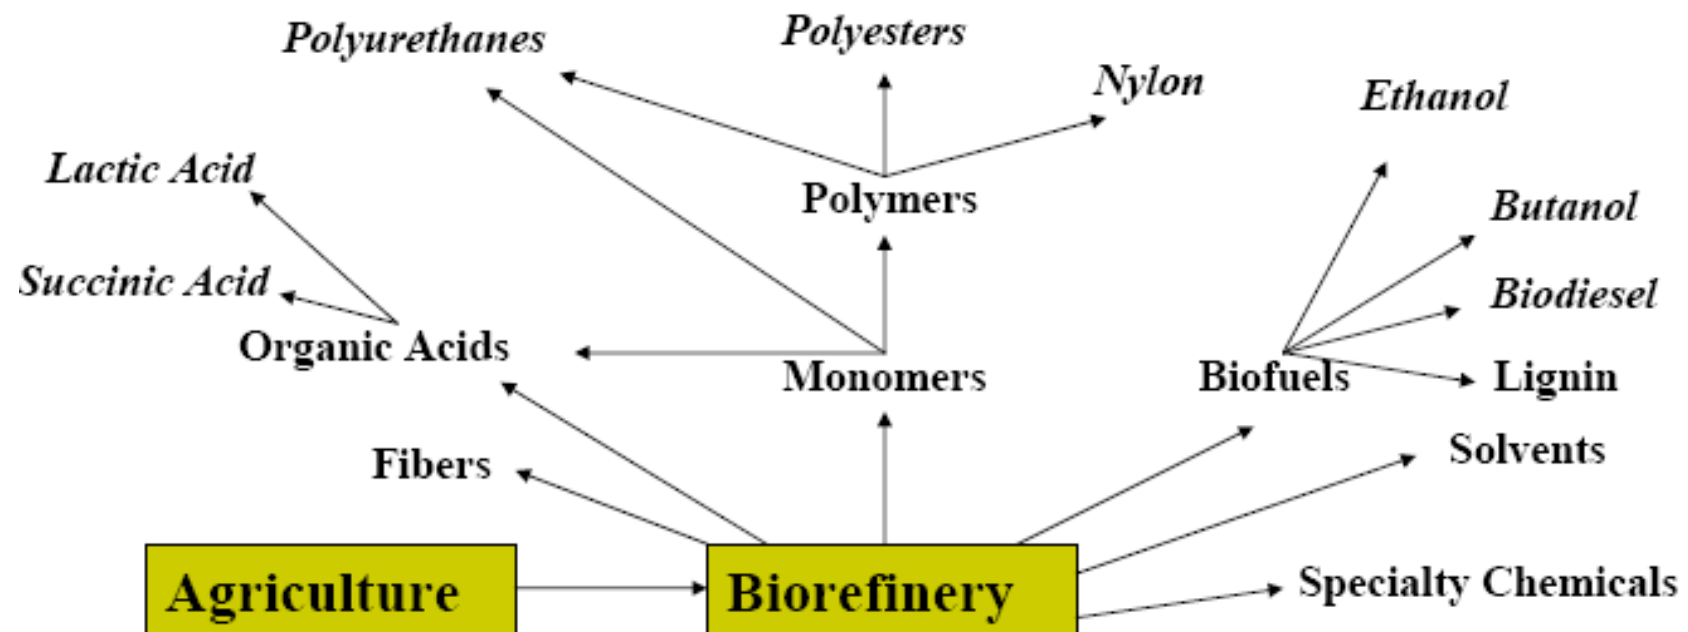 Polyurethanes
Polyesters
Nylon
Ethanol
Lactic Acid
Polymers
Butanol
Succinic Acid
Biodiesel
Organic Acids
Monomers
Biofuels
Lignin
Fibers
Solvents
Agriculture
Biorefinery
Specialty Chemicals